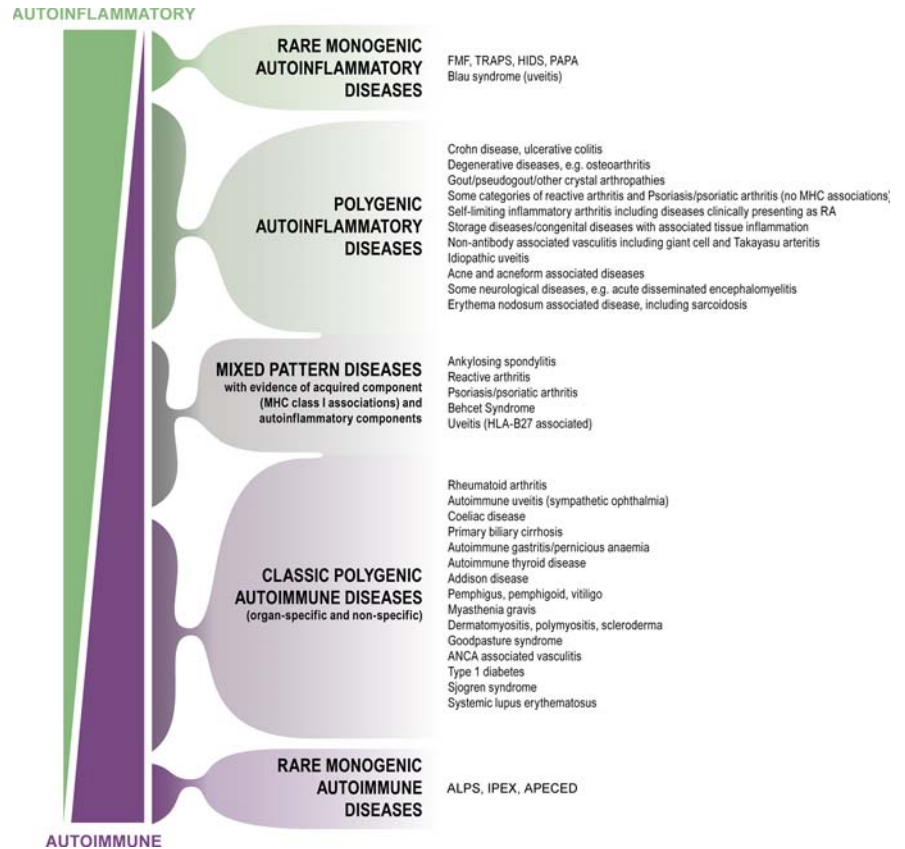 AUTOINFLAMMATORY
RARE MONOGENIC
AUTOINFLAMMATORY
DISEASES
FMF, TRAPS, HIDS, PAPA
Blau syndrome (uveitis)
POLYGENIC
AUTOINFLAMMATORY
DISEASES
Crohn disease, ulcerative colitis
Degenerative diseases, e.g. osteoarthritis
Gout/pseudogout/other crystal arthropathies
Some categories of reactive arthritis and Psoriasis/psoriatic arthritis (no MHC associations)
Self-limiting inflammatory arthritis including diseases clinically presenting as RA
Storage diseases/congenital diseases with associated tissue inflammation
Non-antibody associated vasculitis including giant cell and Takayasu arteritis
Idiopathic uveitis
Acne and acneform associated diseases
Some neurological diseases, e.g. acute disseminated encephalomyelitis
Erythema nodosum associated disease, including sarcoidosis
MIXED PATTERN DISEASES
with evidence of acquired component
(MHC class I associations) and
autoinflammatory components
Ankylosing spondylitis
Reactive arthritis
Psoriasis/psoriatic arthritis
Behcet Syndrome
Uveitis (HLA-B27 associated)
CLASSIC POLYGENIC
AUTOIMMUNE DISEASES
(organ-specific and non-specific)
Rheumatoid arthritis
Autoimmune uveitis (sympathetic ophthalmia)
Coeliac disease
Primary biliary cirrhosis
Autoimmune gastritis/pernicious anaemia
Autoimmune thyroid disease
Addison disease
Pemphigus, pemphigoid, vitiligo
Myasthenia gravis
Dermatomyositis, polymyositis, scleroderma
Goodpasture syndrome
ANCA associated vasculitis
Type 1 diabetes
Sjogren syndrome
Systemic lupus erythematosus
RARE MONOGENIC
AUTOIMMUNE
DISEASES
ALPS, IPEX, APECED
AUTOIMMUNE